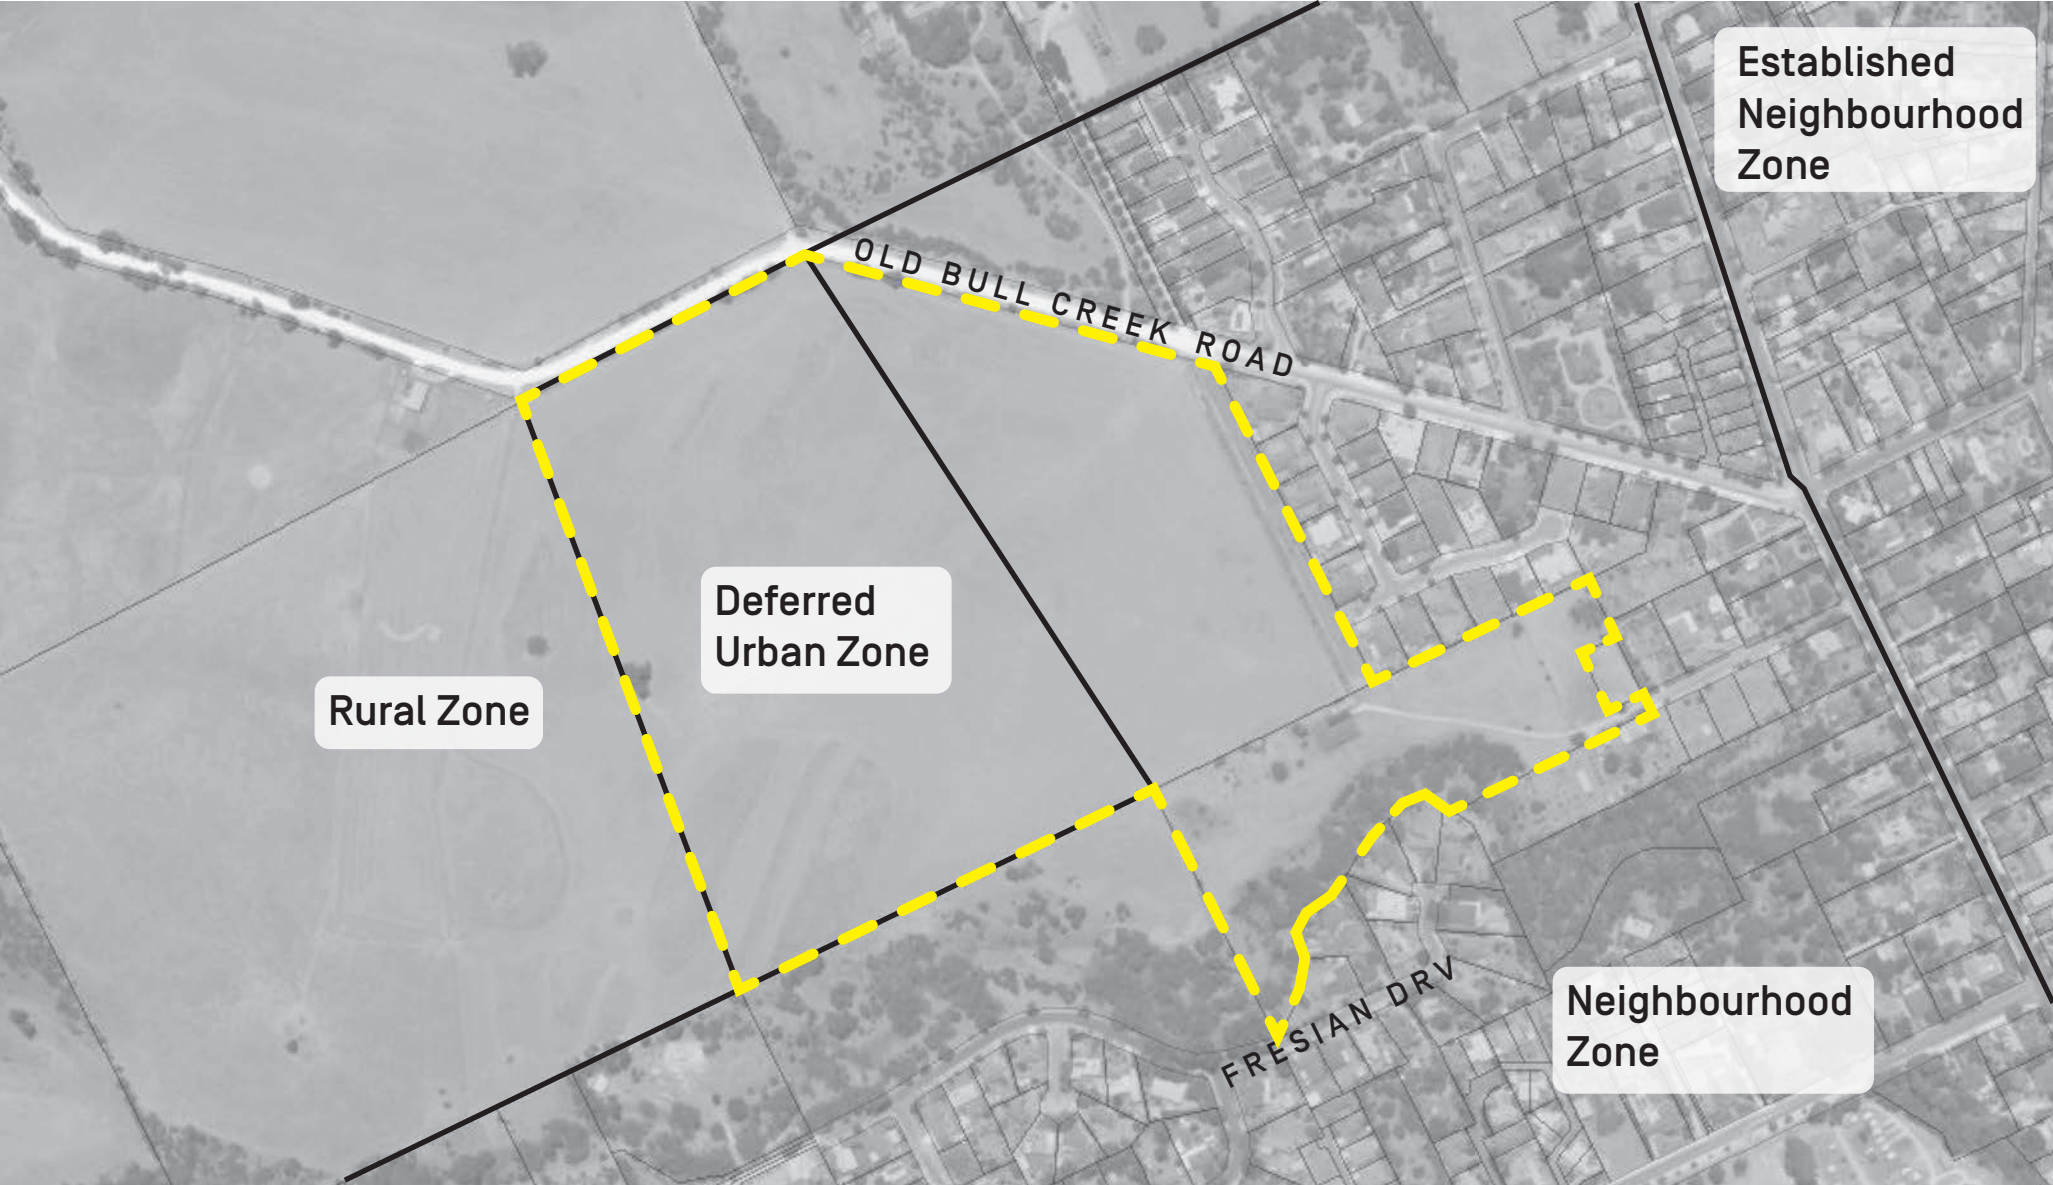 Established
Neighbourhood
Zone
OLD BULL CREEK ROAD
Deferred
Urban Zone
Rural Zone
FRESIAN DRV
Neighbourhood
Zone